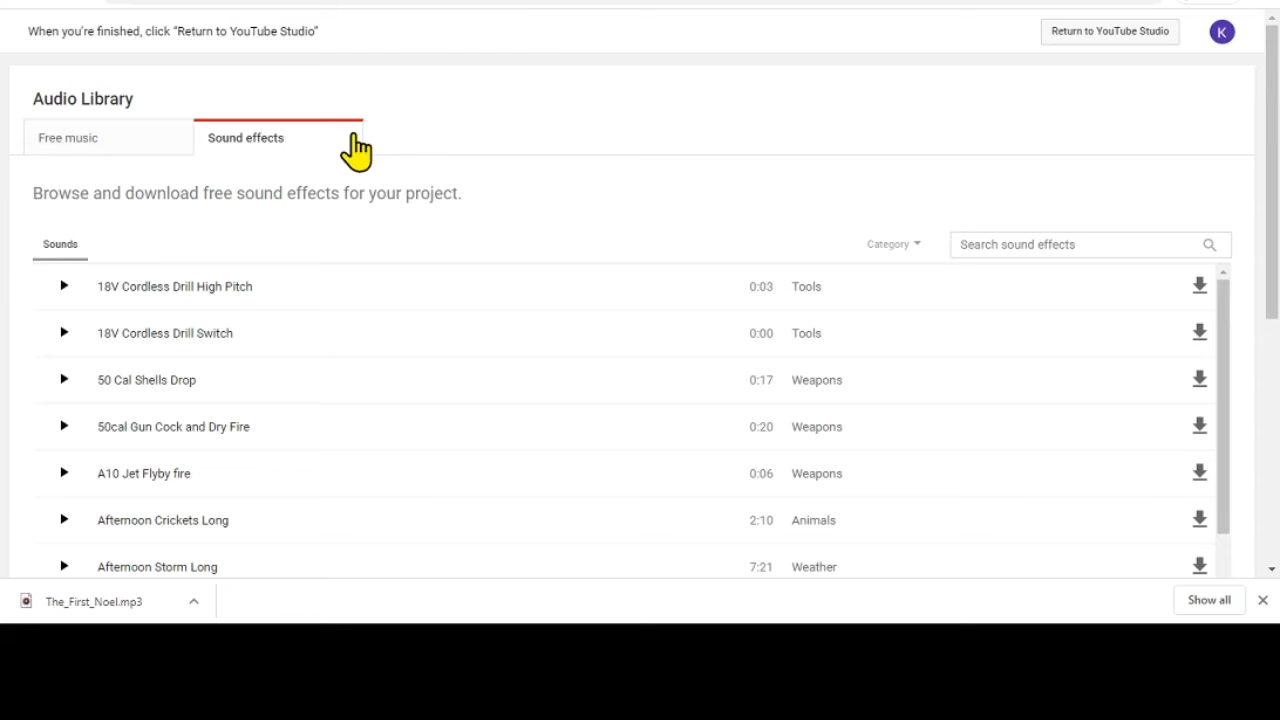 When you're finished, click “Return to YouTube Studio”
Return to YouTube Studio
K
Audio Library
Free music
Sound effects
Browse and download free sound effects for your project.
Sounds
Category
Search sound effects
18V Cordless Drill High Pitch 0:03 Tools
18V Cordless Drill Switch 0:00 Tools
50 Cal Shells Drop 0:17 Weapons
50cal Gun Cock and Dry Fire 0:20 Weapons
A10 Jet Flyby fire 0:06 Weapons
Afternoon Crickets Long 2:10 Animals
Afternoon Storm Long 7:21 Weather
The_First_Noel.mp3
Show all